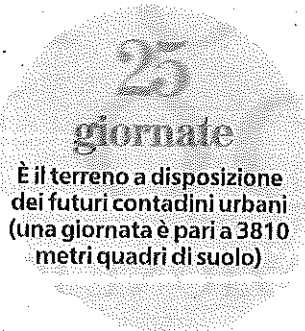 25
giornate
È il terreno a disposizione
dei futuri contadini urbani
(una giornata è pari a 3810
metri quadri di suolo)